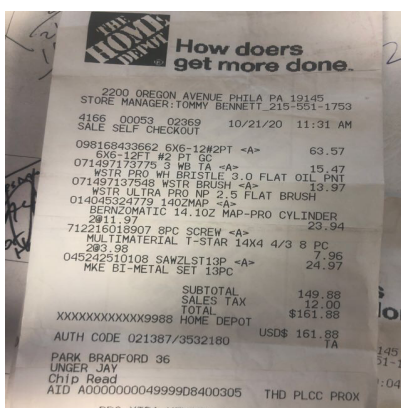 THE
HOME
DEPOT
How doers
get more done.
2200 OREGON AVENUE PHILA PA 19145
STORE MANAGER:TOMMY BENNETT_215-551-1753
4166 00053 02369 10/21/20 11:31 AM
SALE SELF CHECKOUT
098168433662 6X6-12#2PT <A> 63.57
6X6-12FT #2 PT GC
071497173775 3 WB TA <A> 15.47
WSTR PRO WH BRISTLE 3.0 FLAT OIL PNT
071497137548 WSTR BRUSH <A> 13.97
WSTR ULTRA PRO NP 2.5 FLAT BRUSH
014045324779 140ZMAP <A>
BERNZOMATIC 14.1OZ MAP-PRO CYLINDER
2@11.97 23.94
712216018907 8PC SCREW <A>
MULTIMATERIAL T-STAR 14X4 4/3 8 PC
2@3.98 7.96
045242510108 SAWZLST13P <A> 24.97
MKE BI-METAL SET 13PC
SUBTOTAL 149.88
SALES TAX 12.00
TOTAL $161.88
XXXXXXXXXXXX9988 HOME DEPOT
USD$ 161.88
AUTH CODE 021387/3532180 TA
PARK BRADFORD 36
UNGER JAY
Chip Read
AID A0000000049999D8400305 THD PLCC PROX